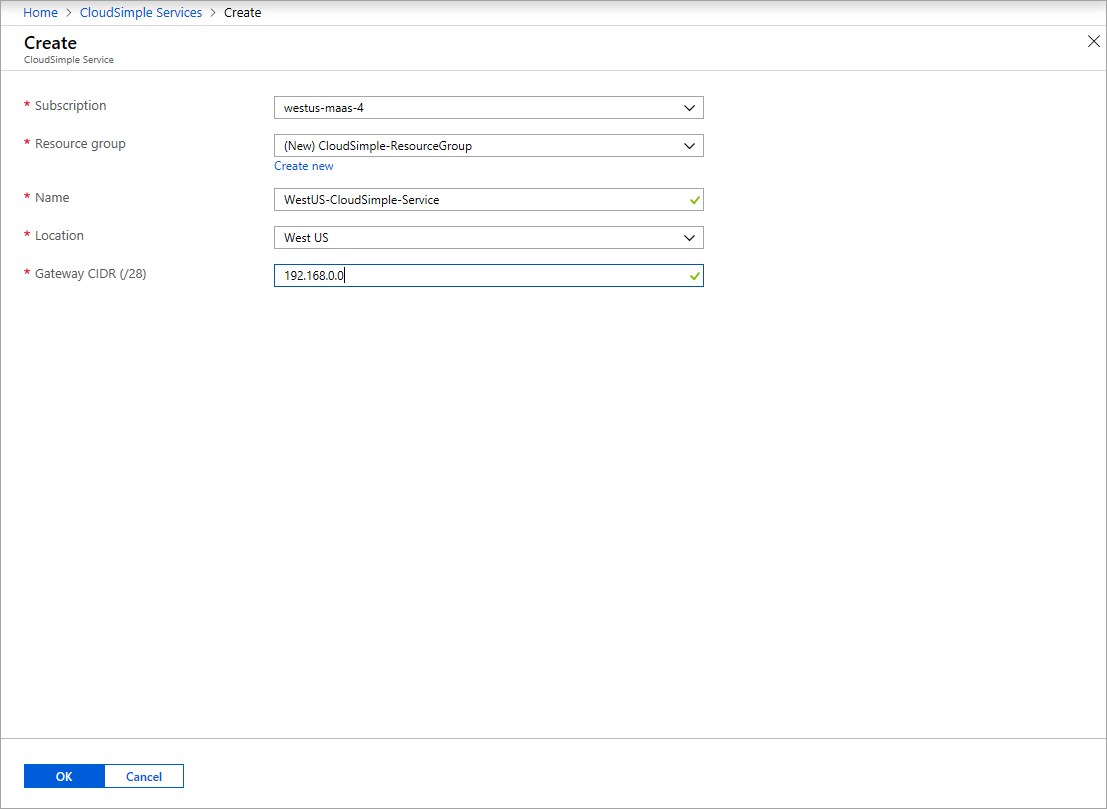 Home > CloudSimple Services > Create
Create
CloudSimple Service
* Subscription
westus-maas-4
* Resource group
(New) CloudSimple-ResourceGroup
Create new
* Name
WestUS-CloudSimple-Service
* Location
West US
* Gateway CIDR (/28)
192.168.0.0
OK
Cancel